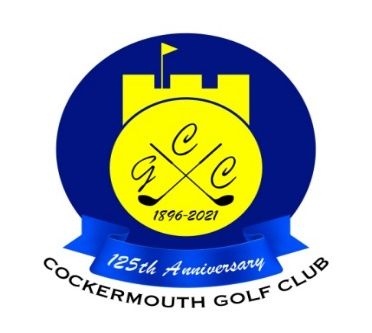 C
G C
1896-2021
125th Anniversary
COCKERMOUTH GOLF CLUB